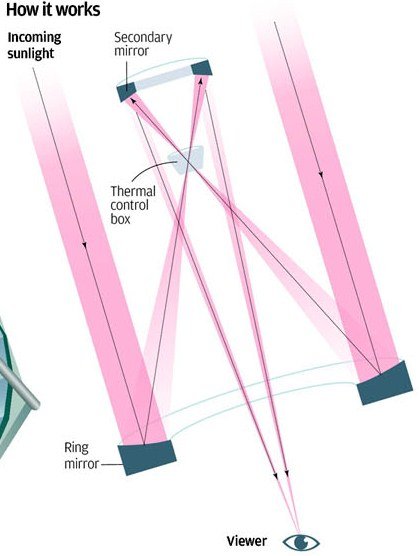 How it works
Incoming
sunlight
Secondary
mirror
Thermal
control
box
Ring
mirror
Viewer